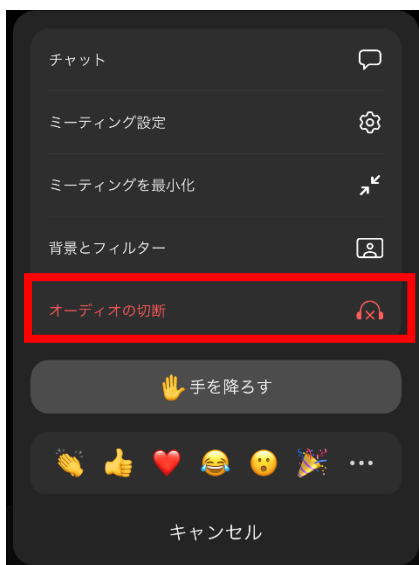 チャット
ミーティング設定
ミーティングを最小化
背景とフィルター
オーディオの切断
手を降ろす
キャンセル